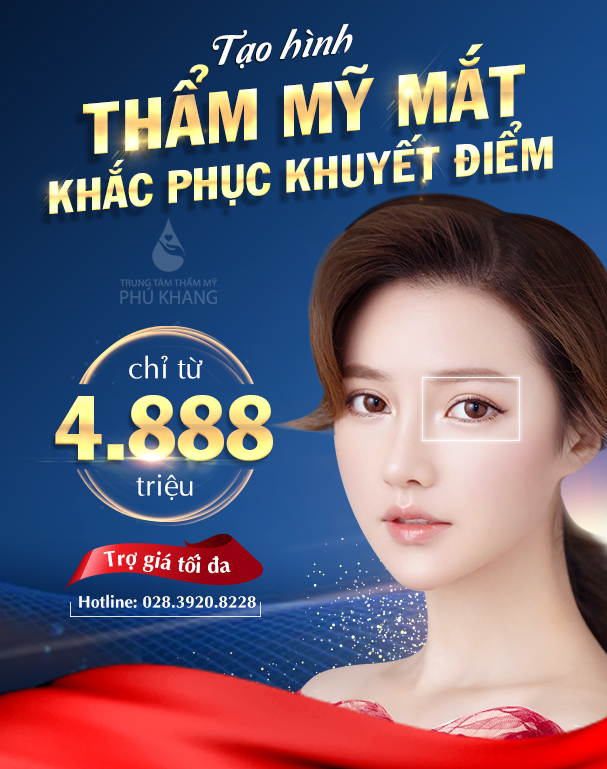 Tạo hình
THẨM MỸ MẮT
KHẮC PHỤC KHUYẾT ĐIỂM
TRUNG TÂM THẨM MỸ
PHÚ KHANG
chỉ từ
4.888
triệu
Trợ giá tối đa
Hotline: 028.3920.8228